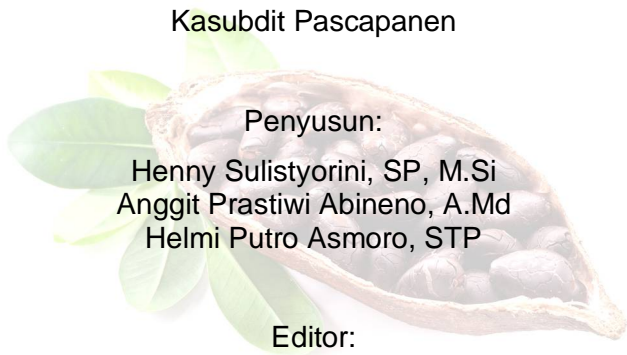 Kasubdit Pascapanen
Penyusun:
Henny Sulistyorini, SP, M.Si
Anggit Prastiwi Abineno, A.Md
Helmi Putro Asmoro, STP
Editor: